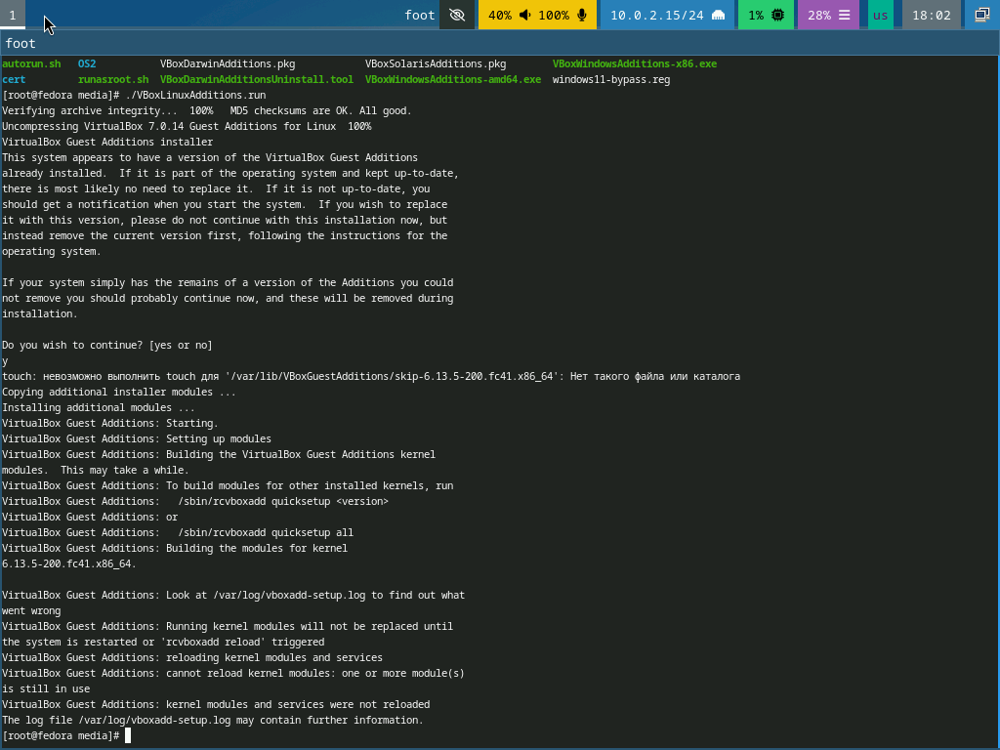 1 foot 40% 100% 10.0.2.15/24 1% 28% us 18:02
foot
autorun.sh OS2 VBoxDarwinAdditions.pkg VBoxSolarisAdditions.pkg VBoxWindowsAdditions-x86.exe
cert runasroot.sh VBoxDarwinAdditionsUninstall.tool VBoxWindowsAdditions-amd64.exe windows11-bypass.reg
[root@fedora media]# ./VBoxLinuxAdditions.run
Verifying archive integrity...  100%   MD5 checksums are OK. All good.
Uncompressing VirtualBox 7.0.14 Guest Additions for Linux  100%
VirtualBox Guest Additions installer
This system appears to have a version of the VirtualBox Guest Additions
already installed.  If it is part of the operating system and kept up-to-date,
there is most likely no need to replace it.  If it is not up-to-date, you
should get a notification when you start the system.  If you wish to replace
it with this version, please do not continue with this installation now, but
instead remove the current version first, following the instructions for the
operating system.
If your system simply has the remains of a version of the Additions you could
not remove you should probably continue now, and these will be removed during
installation.
Do you wish to continue? [yes or no]
y
touch: невозможно выполнить touch для '/var/lib/VBoxGuestAdditions/skip-6.13.5-200.fc41.x86_64': Нет такого файла или каталога
Copying additional installer modules ...
Installing additional modules ...
VirtualBox Guest Additions: Starting.
VirtualBox Guest Additions: Setting up modules
VirtualBox Guest Additions: Building the VirtualBox Guest Additions kernel
modules.  This may take a while.
VirtualBox Guest Additions: To build modules for other installed kernels, run
VirtualBox Guest Additions:   /sbin/rcvboxadd quicksetup <version>
VirtualBox Guest Additions: or
VirtualBox Guest Additions:   /sbin/rcvboxadd quicksetup all
VirtualBox Guest Additions: Building the modules for kernel
6.13.5-200.fc41.x86_64.
VirtualBox Guest Additions: Look at /var/log/vboxadd-setup.log to find out what
went wrong
VirtualBox Guest Additions: Running kernel modules will not be replaced until
the system is restarted or 'rcvboxadd reload' triggered
VirtualBox Guest Additions: reloading kernel modules and services
VirtualBox Guest Additions: cannot reload kernel modules: one or more module(s)
is still in use
VirtualBox Guest Additions: kernel modules and services were not reloaded
The log file /var/log/vboxadd-setup.log may contain further information.
[root@fedora media]#